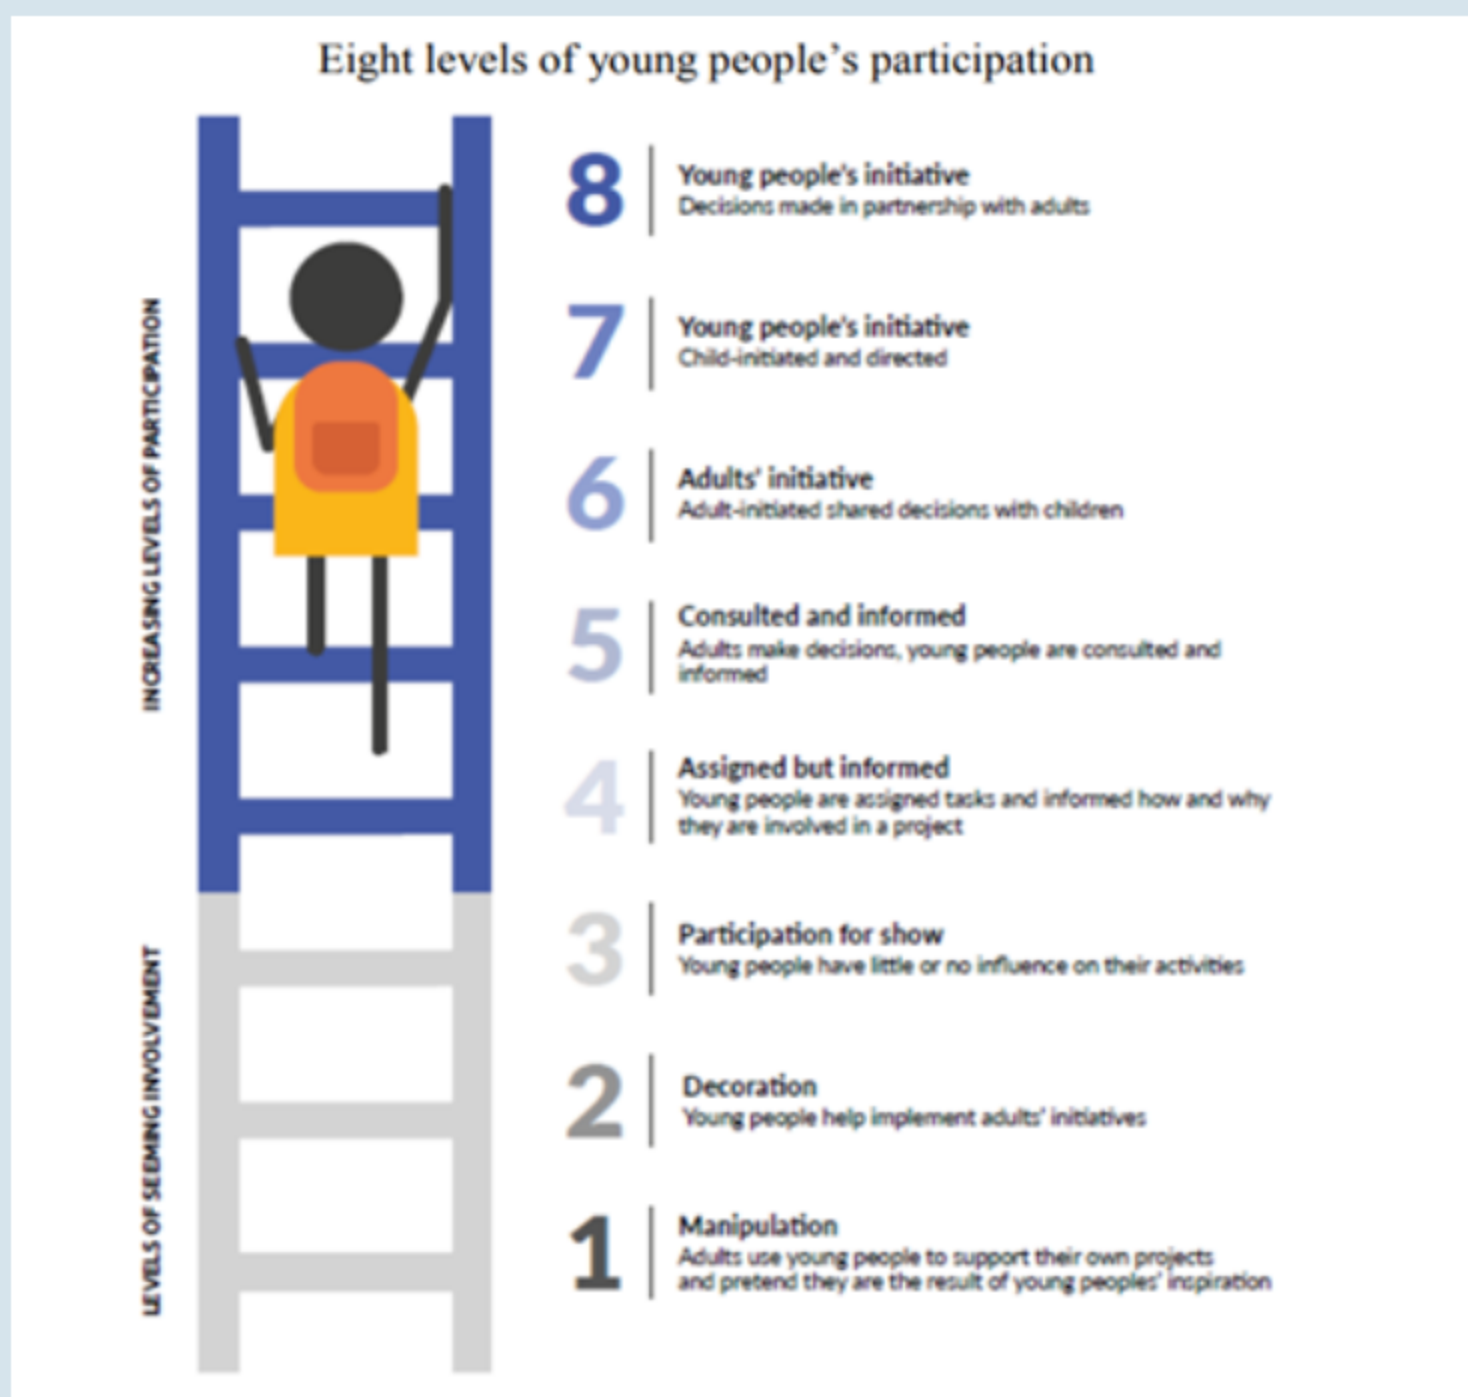 Eight levels of young people's participation
INCREASING LEVELS OF PARTICIPATION
LEVELS OF SEEMING INVOLVEMENT
8
Young people's initiative
Decisions made in partnership with adults
7
Young people's initiative
Child-initiated and directed
6
Adults' initiative
Adult-initiated shared decisions with children
5
Consulted and informed
Adults make decisions, young people are consulted and
informed
4
Assigned but informed
Young people are assigned tasks and informed how and why
they are involved in a project
3
Participation for show
Young people have little or no influence on their activities
2
Decoration
Young people help implement adults' initiatives
1
Manipulation
Adults use young people to support their own projects
and pretend they are the result of young peoples' inspiration